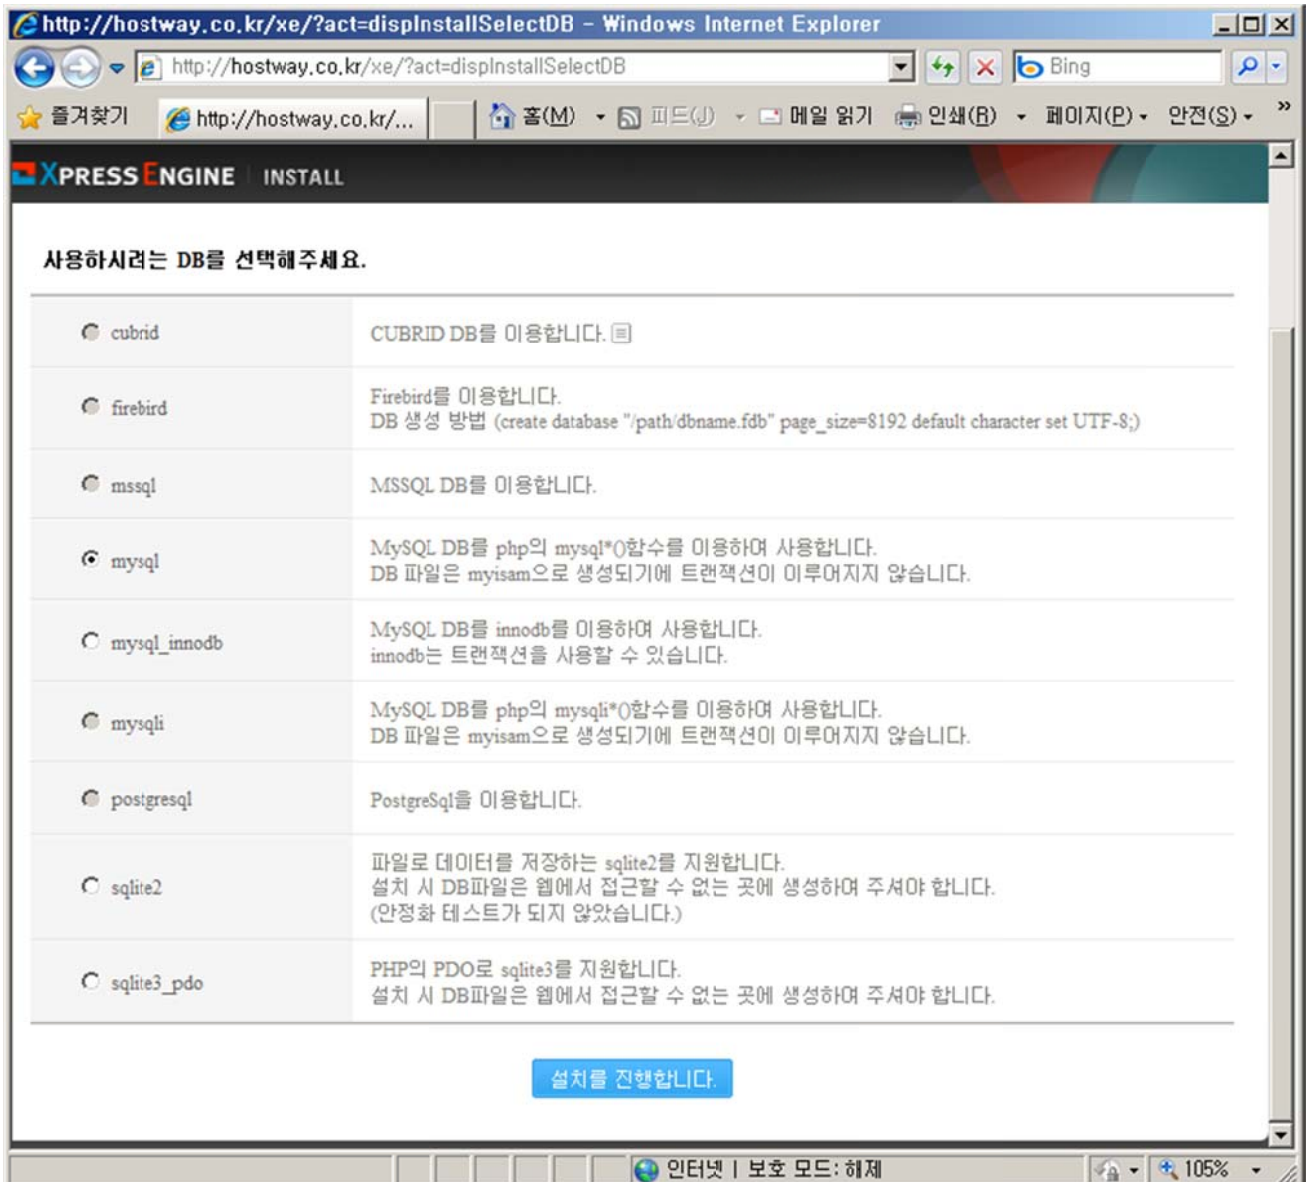 http://hostway.co.kr/xe/?act=dispInstallSelectDB - Windows Internet Explorer
http://hostway.co.kr/xe/?act=dispInstallSelectDB
Bing
즐겨찾기
http://hostway.co.kr/...
홈(M)
피드(J)
메일 읽기
인쇄(R)
페이지(P)
안전(S)
»
XPRESS ENGINE INSTALL
사용하시려는 DB를 선택해주세요.
cubrid
CUBRID DB를 이용합니다.
firebird
Firebird를 이용합니다.
DB 생성 방법 (create database "/path/dbname.fdb" page_size=8192 default character set UTF-8;)
mssql
MSSQL DB를 이용합니다.
mysql
MySQL DB를 php의 mysql*()함수를 이용하여 사용합니다.
DB 파일은 myisam으로 생성되기에 트랜잭션이 이루어지지 않습니다.
mysql_innodb
MySQL DB를 innodb를 이용하여 사용합니다.
innodb는 트랜잭션을 사용할 수 있습니다.
mysqli
MySQL DB를 php의 mysqli*()함수를 이용하여 사용합니다.
DB 파일은 myisam으로 생성되기에 트랜잭션이 이루어지지 않습니다.
postgresql
PostgreSql을 이용합니다.
sqlite2
파일로 데이터를 저장하는 sqlite2를 지원합니다.
설치 시 DB파일은 웹에서 접근할 수 없는 곳에 생성하여 주셔야 합니다.
(안정화 테스트가 되지 않았습니다.)
sqlite3_pdo
PHP의 PDO로 sqlite3를 지원합니다.
설치 시 DB파일은 웹에서 접근할 수 없는 곳에 생성하여 주셔야 합니다.
설치를 진행합니다.
인터넷 | 보호 모드: 해제
105%